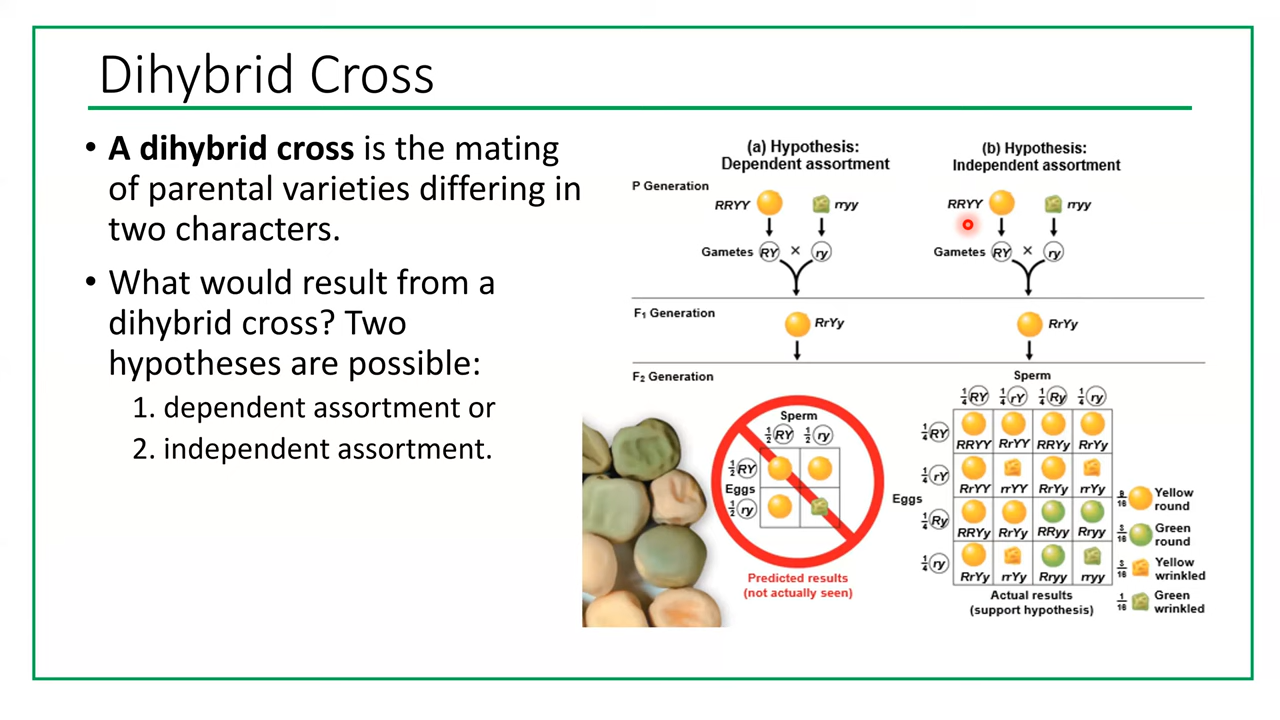 Dihybrid Cross
• A dihybrid cross is the mating
of parental varieties differing in
two characters.
• What would result from a
dihybrid cross? Two
hypotheses are possible:
1. dependent assortment or
2. independent assortment.
(a) Hypothesis:
Dependent assortment
P Generation
RRYY rryy
Gametes RY × ry
F₁ Generation
RrYy
F₂ Generation
Sperm
1/2 RY 1/2 ry
1/2 RY
Eggs
1/2 ry
Predicted results
(not actually seen)
(b) Hypothesis:
Independent assortment
RRYY rryy
Gametes RY × ry
RrYy
Sperm
1/4 RY 1/4 rY 1/4 Ry 1/4 ry
1/4 RY
RRYY RrYY RRYy RrYy
1/4 rY
RrYY rrYY RrYy rrYy
Eggs
1/4 Ry
RRYy RrYy RRyy Rryy
1/4 ry
RrYy rrYy Rryy rryy
Actual results
(support hypothesis)
9/16 Yellow
round
3/16 Green
round
3/16 Yellow
wrinkled
1/16 Green
wrinkled